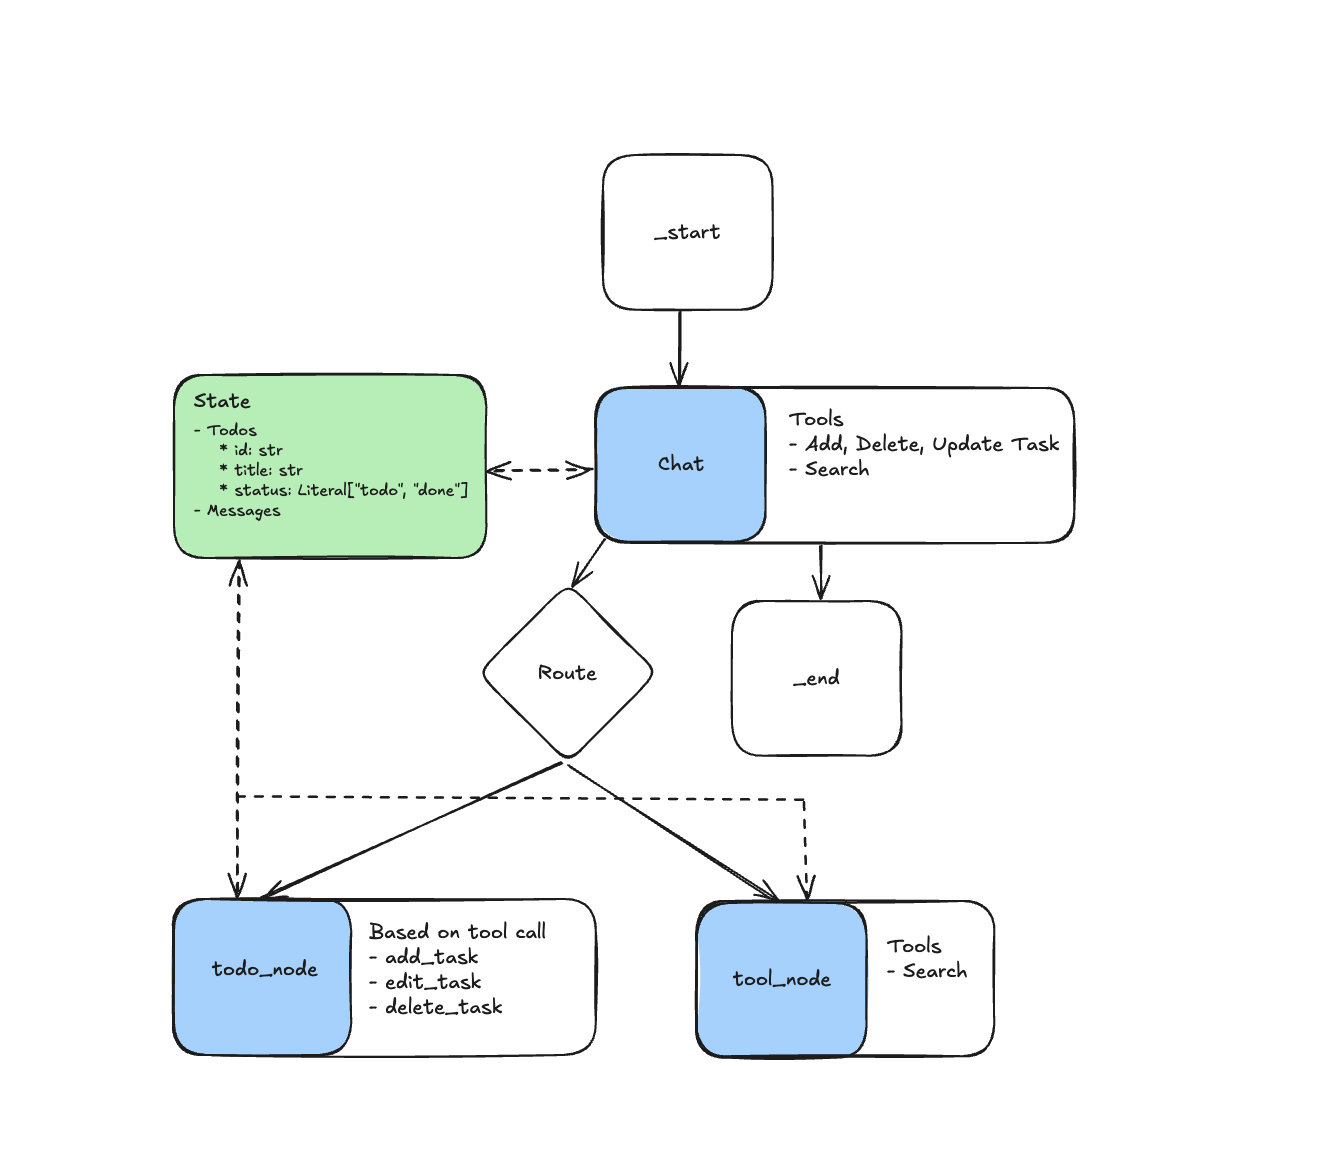 _start
State
- Todos
* id: str
* title: str
* status: Literal["todo", "done"]
- Messages
Chat
Tools
- Add, Delete, Update Task
- Search
Route
_end
todo_node
Based on tool call
- add_task
- edit_task
- delete_task
tool_node
Tools
- Search